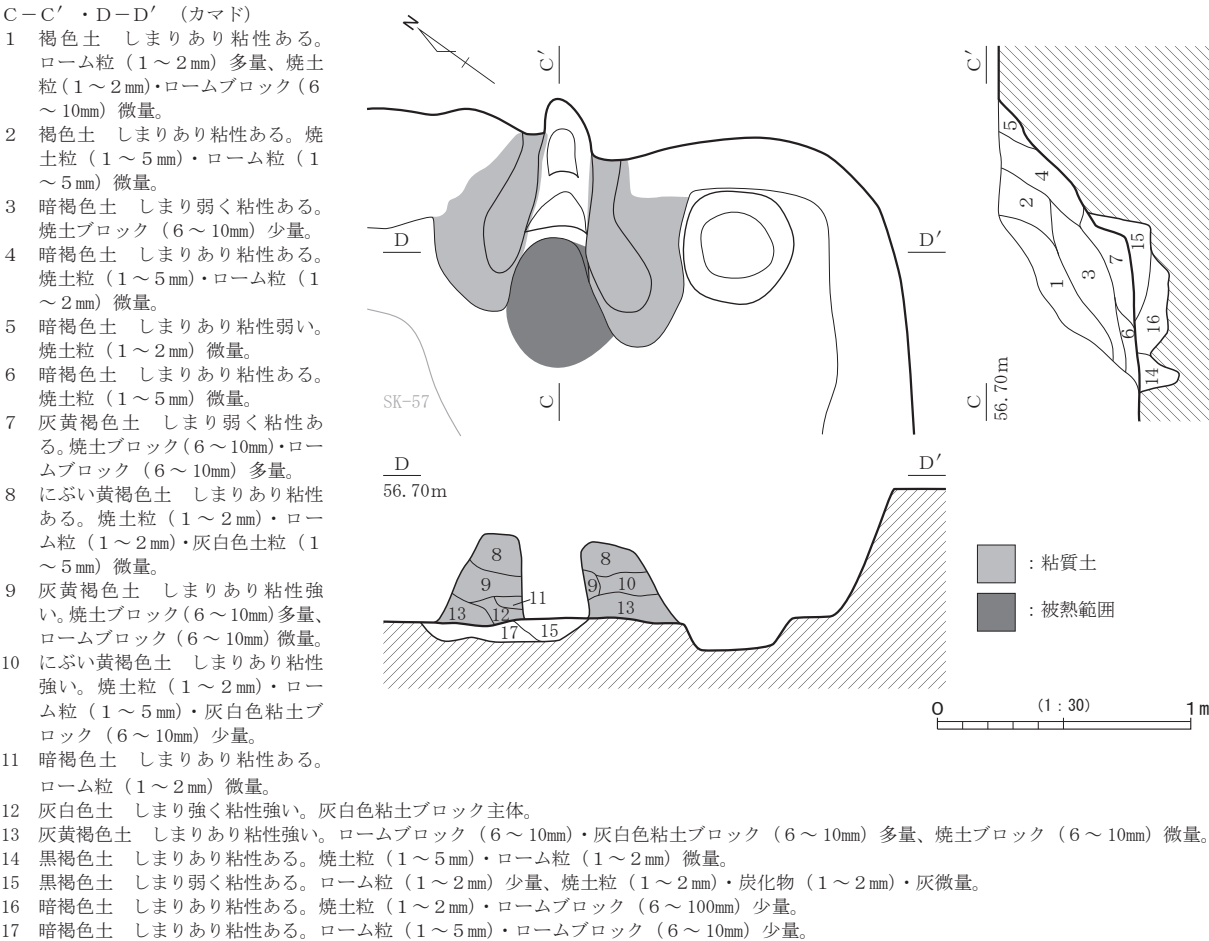 C－C′・D－D′（カマド）
1　褐色土　しまりあり粘性ある。
ローム粒（１～２㎜）多量、焼土
粒（１～２㎜）・ロームブロック（６
～10㎜）微量。
2　褐色土　しまりあり粘性ある。焼
土粒（１～５㎜）・ローム粒（１
～５㎜）微量。
3　暗褐色土　しまり弱く粘性ある。
焼土ブロック（６～10㎜）少量。
4　暗褐色土　しまりあり粘性ある。
焼土粒（１～５㎜）・ローム粒（１
～２㎜）微量。
5　暗褐色土　しまりあり粘性弱い。
焼土粒（１～２㎜）微量。
6　暗褐色土　しまりあり粘性ある。
焼土粒（１～５㎜）微量。
7　灰黄褐色土　しまり弱く粘性あ
る。焼土ブロック（６～10㎜）・ロー
ムブロック（６～10㎜）多量。
8　にぶい黄褐色土　しまりあり粘性
ある。焼土粒（１～２㎜）・ロー
ム粒（１～２㎜）・灰白色土粒（１
～５㎜）微量。
9　灰黄褐色土　しまりあり粘性強
い。焼土ブロック（６～10㎜）多量、
ロームブロック（６～10㎜）微量。
10　にぶい黄褐色土　しまりあり粘性
強い。焼土粒（１～２㎜）・ロー
ム粒（１～５㎜）・灰白色粘土ブ
ロック（６～10㎜）少量。
11　暗褐色土　しまりあり粘性ある。
ローム粒（１～２㎜）微量。
12　灰白色土　しまり強く粘性強い。灰白色粘土ブロック主体。
13　灰黄褐色土　しまりあり粘性強い。ロームブロック（６～10㎜）・灰白色粘土ブロック（６～10㎜）多量、焼土ブロック（６～10㎜）微量。
14　黒褐色土　しまりあり粘性ある。焼土粒（１～５㎜）・ローム粒（１～２㎜）微量。
15　黒褐色土　しまり弱く粘性ある。ローム粒（１～２㎜）少量、焼土粒（１～２㎜）・炭化物（１～２㎜）・灰微量。
16　暗褐色土　しまりあり粘性ある。焼土粒（１～２㎜）・ロームブロック（６～100㎜）少量。
17　暗褐色土　しまりあり粘性ある。ローム粒（１～５㎜）・ロームブロック（６～10㎜）少量。
N
C′
D
D′
SK-57
C
C′
5
4
2
15
7
3
1
6
16
14
C
56.70m
D
D′
56.70m
8
8
9
9
10
11
13
12
13
17
15
：粘質土
：被熱範囲
0
（1：30）
1m